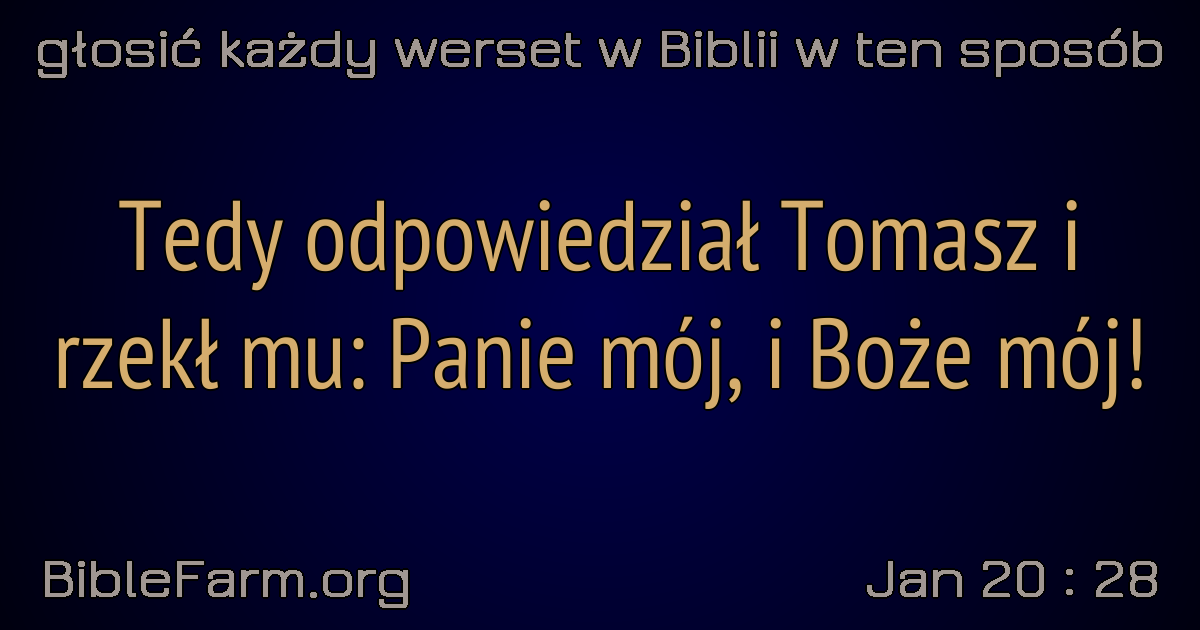 głosić każdy werset w Biblii w ten sposób
Tedy odpowiedział Tomasz i
rzekł mu: Panie mój, i Boże mój!
BibleFarm.org
Jan 20 : 28